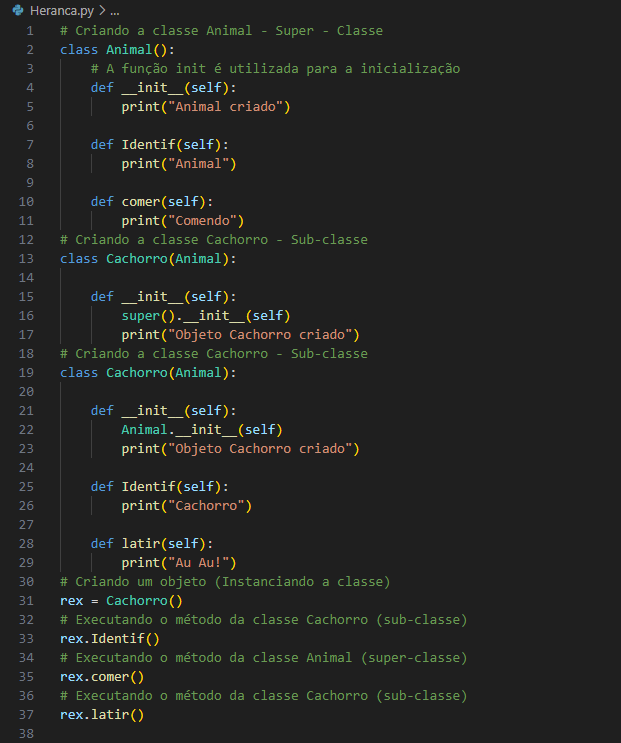 Heranca.py > ...
1 # Criando a classe Animal - Super - Classe
2 class Animal():
3     # A função init é utilizada para a inicialização
4     def __init__(self):
5         print("Animal criado")
6
7     def Identif(self):
8         print("Animal")
9
10     def comer(self):
11         print("Comendo")
12 # Criando a classe Cachorro - Sub-classe
13 class Cachorro(Animal):
14
15     def __init__(self):
16         super().__init__(self)
17         print("Objeto Cachorro criado")
18 # Criando a classe Cachorro - Sub-classe
19 class Cachorro(Animal):
20
21     def __init__(self):
22         Animal.__init__(self)
23         print("Objeto Cachorro criado")
24
25     def Identif(self):
26         print("Cachorro")
27
28     def latir(self):
29         print("Au Au!")
30 # Criando um objeto (Instanciando a classe)
31 rex = Cachorro()
32 # Executando o método da classe Cachorro (sub-classe)
33 rex.Identif()
34 # Executando o método da classe Animal (super-classe)
35 rex.comer()
36 # Executando o método da classe Cachorro (sub-classe)
37 rex.latir()
38